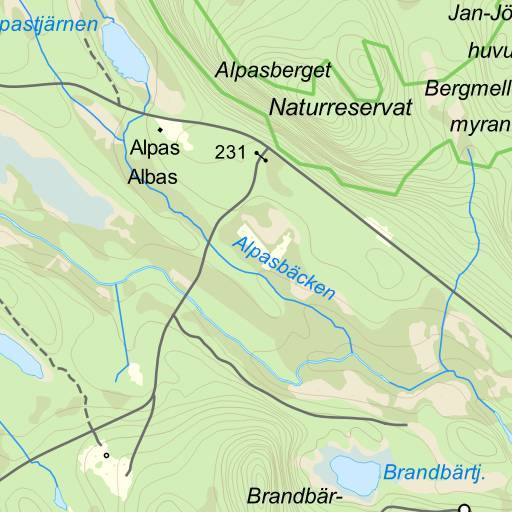 pastjärnen
Jan-Jö
huvu
Alpasberget
Bergmell
Naturreservat
myran
Alpas
231
Albas
Alpasbäcken
Brandbärtj.
Brandbär-